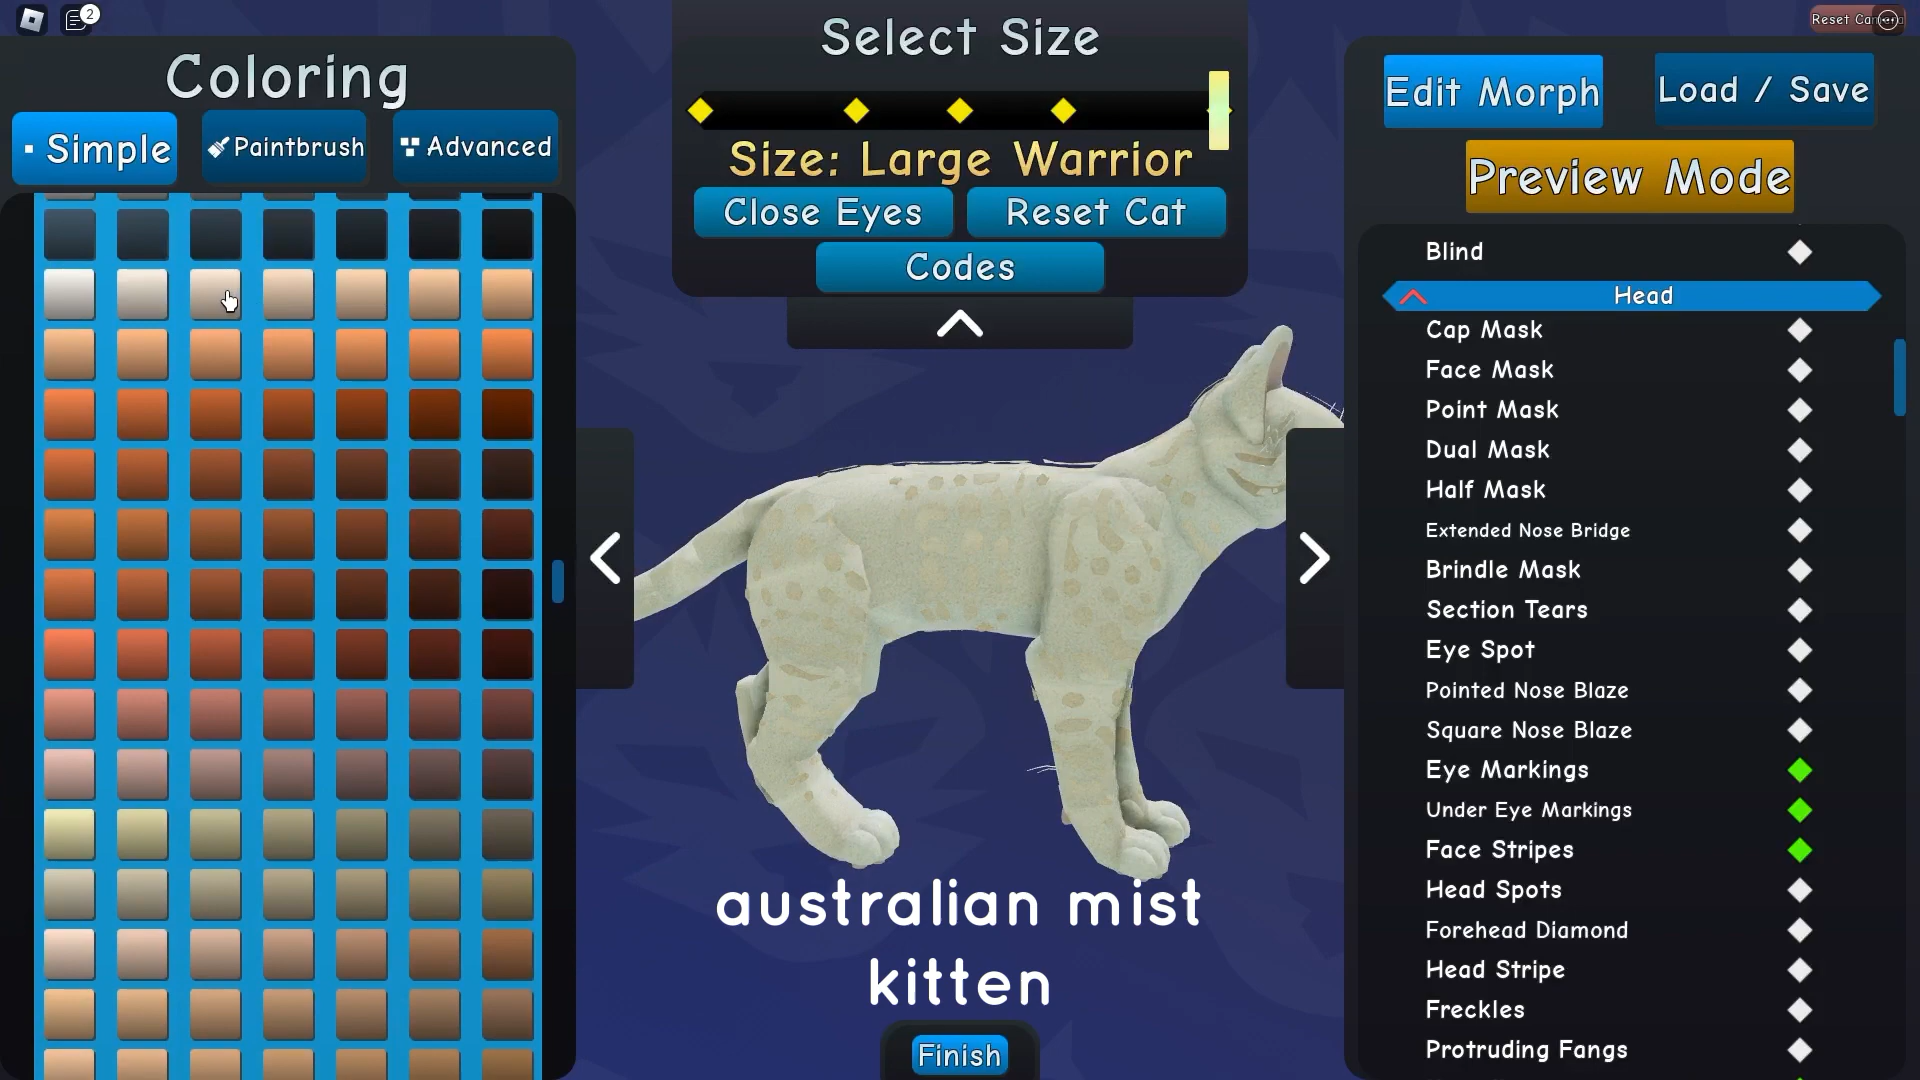 2
Reset Cam
Coloring
Simple
Paintbrush
Advanced
Select Size
Size: Large Warrior
Close Eyes
Reset Cat
Codes
Edit Morph
Load / Save
Preview Mode
Blind
Head
Cap Mask
Face Mask
Point Mask
Dual Mask
Half Mask
Extended Nose Bridge
Brindle Mask
Section Tears
Eye Spot
Pointed Nose Blaze
Square Nose Blaze
Eye Markings
Under Eye Markings
Face Stripes
Head Spots
Forehead Diamond
Head Stripe
Freckles
Protruding Fangs
australian mist
kitten
Finish